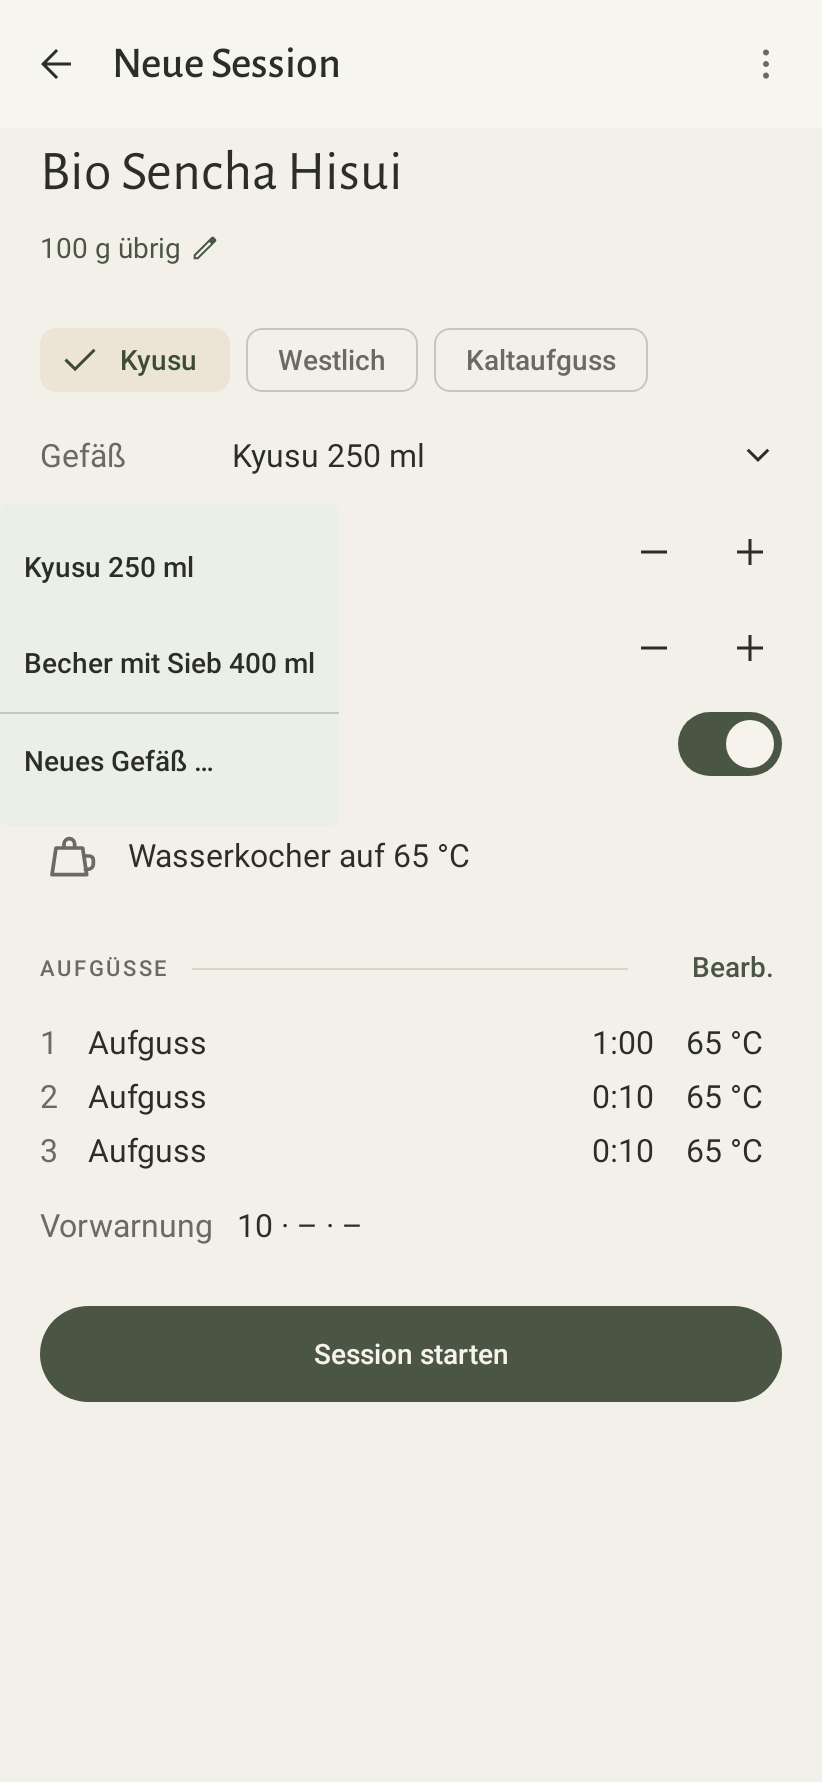 Neue Session
Bio Sencha Hisui
100 g übrig
Kyusu
Westlich
Kaltaufguss
Gefäß Kyusu 250 ml
Kyusu 250 ml
Becher mit Sieb 400 ml
Neues Gefäß ...
Wasserkocher auf 65 °C
AUFGÜSSE Bearb.
1 Aufguss 1:00 65 °C
2 Aufguss 0:10 65 °C
3 Aufguss 0:10 65 °C
Vorwarnung 10 · – · –
Session starten